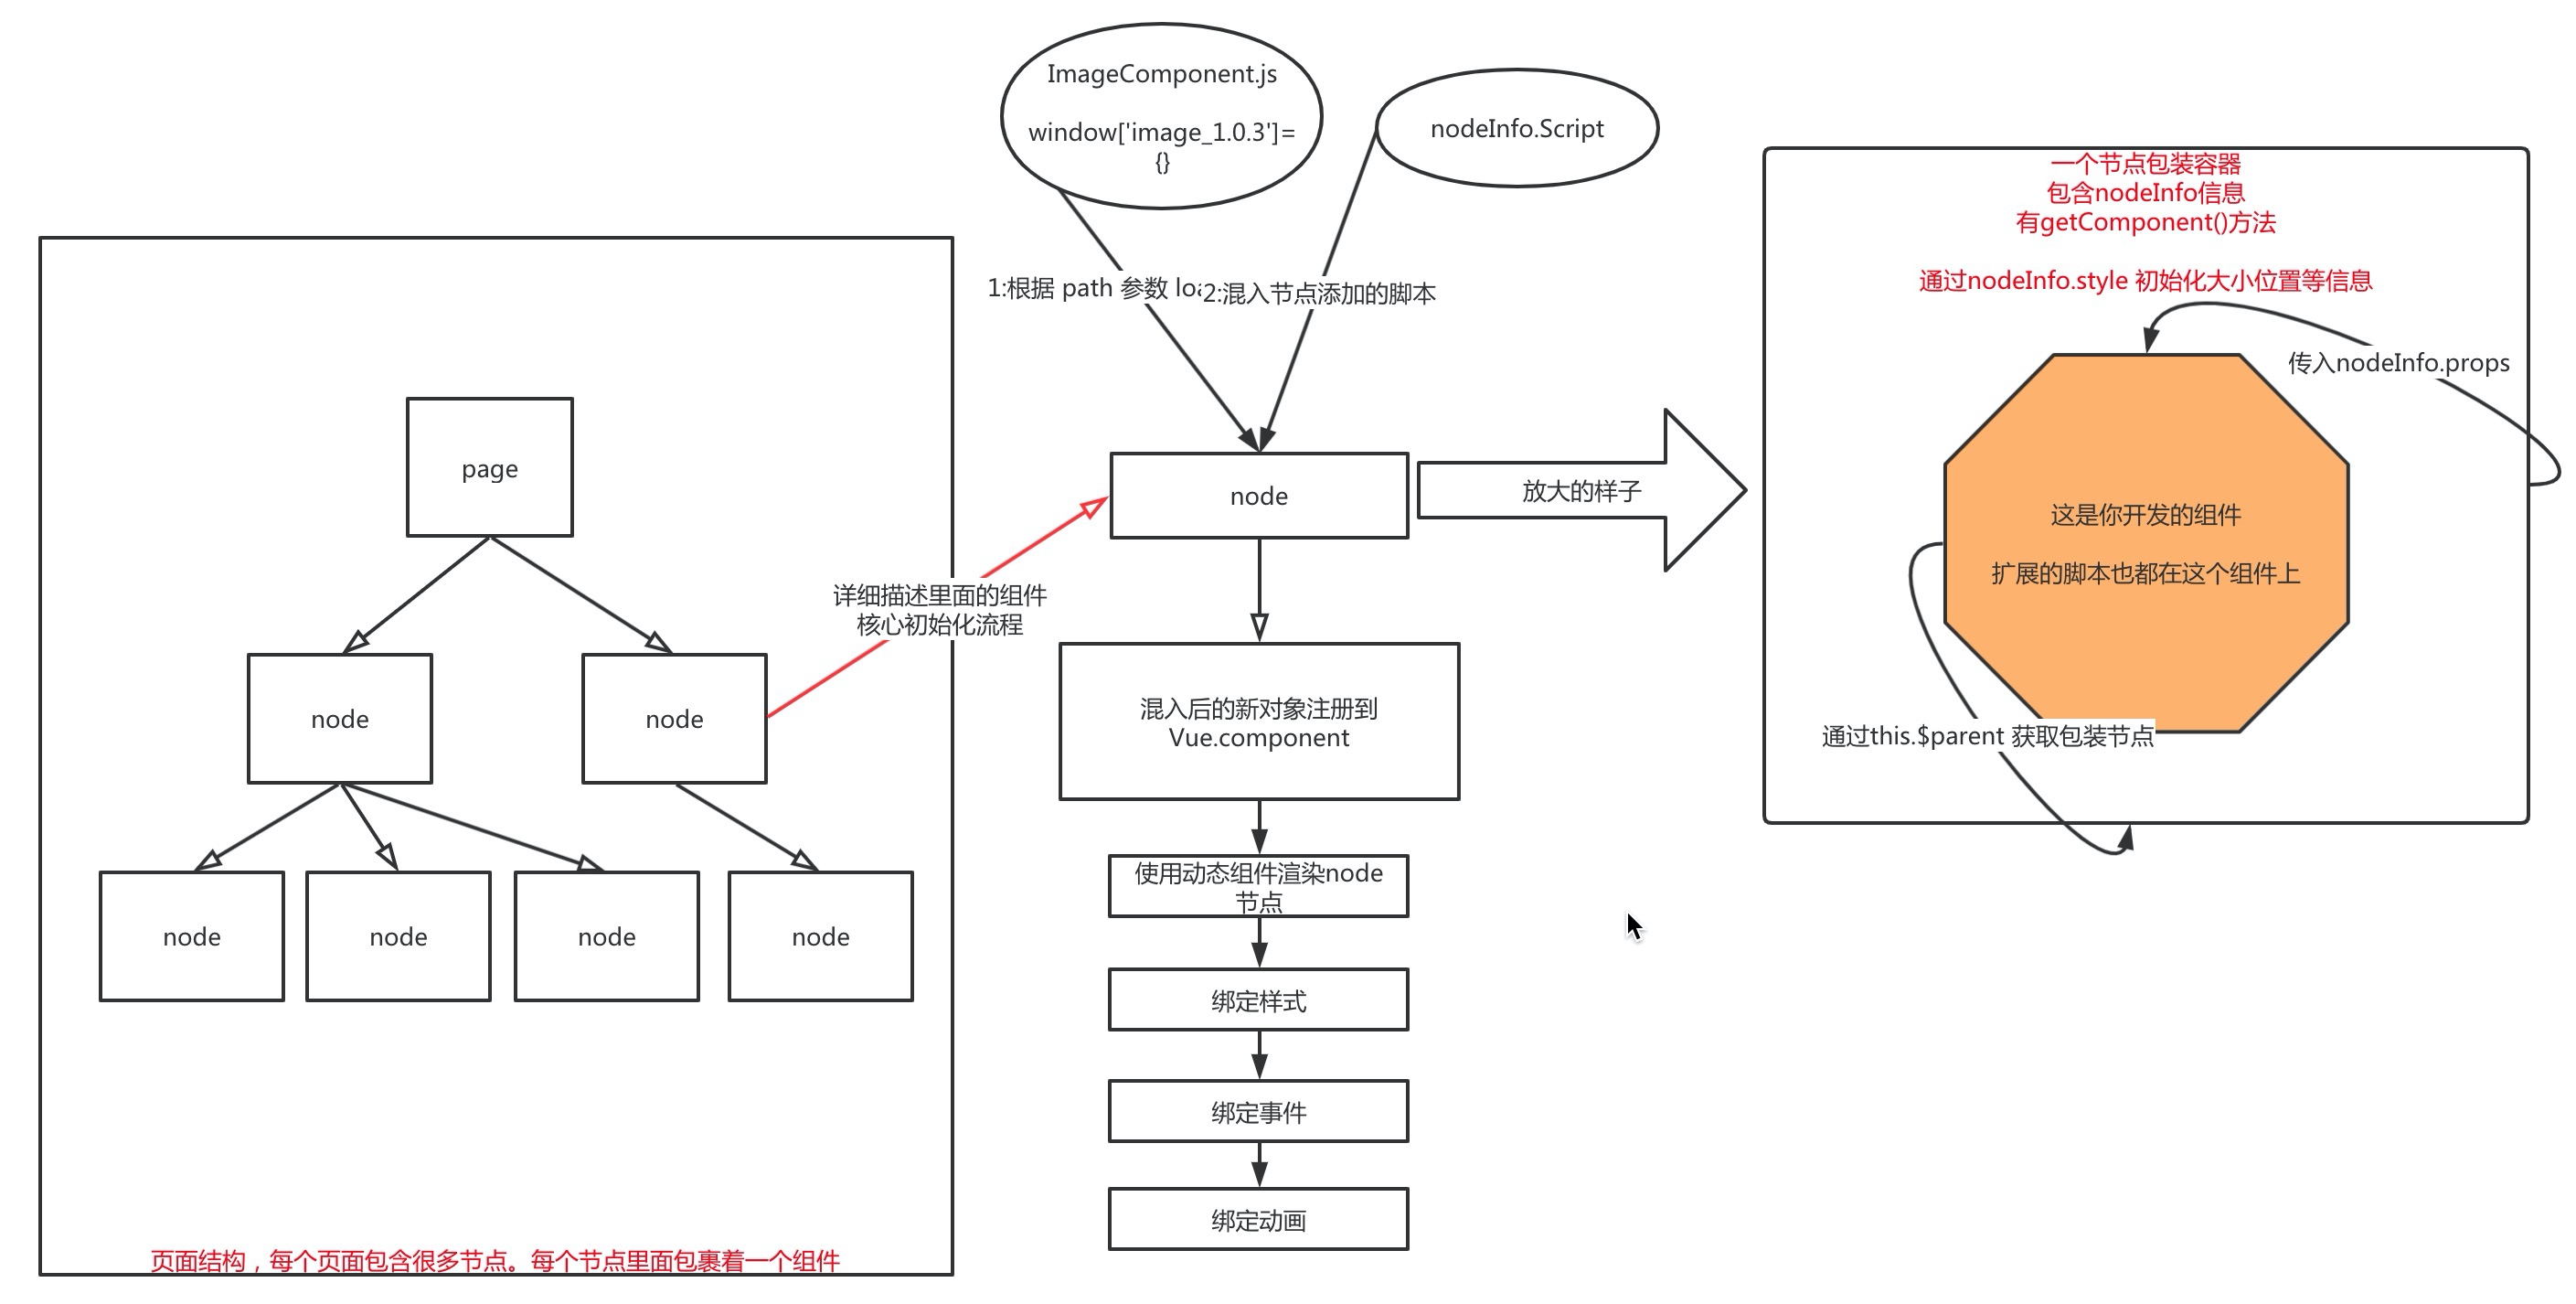 ImageComponent.js
window['image_1.0.3']=
{}
nodeInfo.Script
1:根据 path 参数
2:混入节点添加的脚本
page
node
node
node
node
node
node
页面结构，每个页面包含很多节点。每个节点里面包裹着一个组件
详细描述里面的组件
核心初始化流程
node
混入后的新对象注册到
Vue.component
使用动态组件渲染node
节点
绑定样式
绑定事件
绑定动画
放大的样子
一个节点包装容器
包含nodeInfo信息
有getComponent()方法
通过nodeInfo.style 初始化大小位置等信息
传入nodeInfo.props
这是你开发的组件
扩展的脚本也都在这个组件上
通过this.$parent 获取包装节点